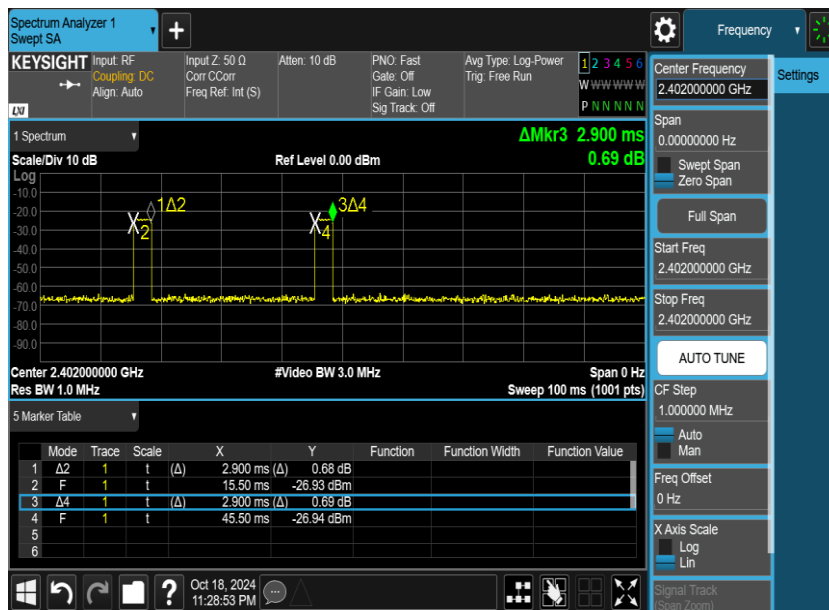 Spectrum Analyzer 1
Swept SA
+
Frequency
KEYSIGHT
Input: RF
Coupling: DC
Align: Auto
Input Z: 50 Ω
Corr CCorr
Freq Ref: Int (S)
Atten: 10 dB
PNO: Fast
Gate: Off
IF Gain: Low
Sig Track: Off
Avg Type: Log-Power
Trig: Free Run
1 2 3 4 5 6
W W W W W W
P N N N N N
LXI
1 Spectrum
ΔMkr3 2.900 ms
Scale/Div 10 dB
Ref Level 0.00 dBm
0.69 dB
Log
-10.0
-20.0
-40.0
-50.0
-60.0
-70.0
-80.0
-90.0
1Δ2
2
3Δ4
4
Center 2.402000000 GHz
#Video BW 3.0 MHz
Span 0 Hz
Res BW 1.0 MHz
Sweep 100 ms (1001 pts)
5 Marker Table
Mode Trace Scale X Y Function Function Width Function Value
1 Δ2 1 t (Δ) 2.900 ms (Δ) 0.68 dB
2 F 1 t 15.50 ms -26.93 dBm
3 Δ4 1 t (Δ) 2.900 ms (Δ) 0.69 dB
4 F 1 t 45.50 ms -26.94 dBm
5
6
?
Oct 18, 2024
11:28:53 PM
Settings
Center Frequency
2.402000000 GHz
Span
0.00000000 Hz
Swept Span
Zero Span
Full Span
Start Freq
2.402000000 GHz
Stop Freq
2.402000000 GHz
AUTO TUNE
CF Step
1.000000 MHz
Auto
Man
Freq Offset
0 Hz
X Axis Scale
Log
Lin
Signal Track
(Span Zoom)